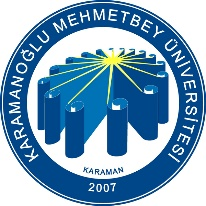 KARAMANOĞLU MEHMETBEY ÜNİVERSİTESİ
KARAMAN
2007